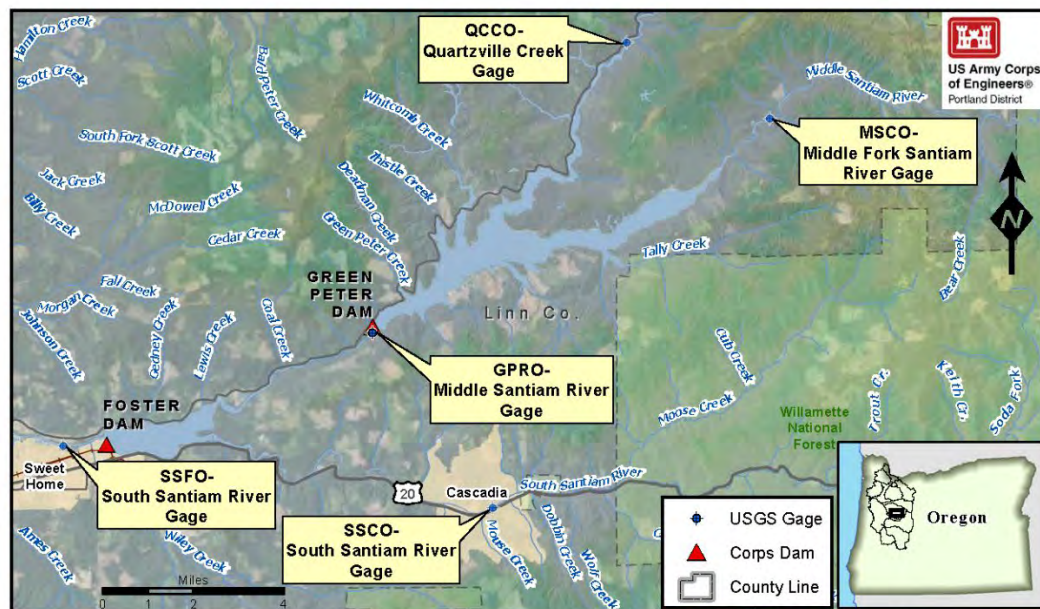 Hamilton Creek
Scott Creek
South Fork Scott Creek
Jack Creek
Billy Creek
McDowell Creek
Cedar Creek
Bard Peter Creek
Whitcomb Creek
Thistle Creek
Deadman Creek
Green Peter Creek
QCCO-
Quartzville Creek
Gage
US Army Corps
of Engineers®
Portland District
Middle Santiam
River
MSCO-
Middle Fork Santiam
River Gage
N
Tally Creek
Bear Creek
GREEN
PETER
DAM
Linn Co.
Fall Creek
Morgan Creek
Johnson Creek
Gedney Creek
Lewis Creek
Coal Creek
GPRO-
Middle Santiam River
Gage
Cub Creek
Moose Creek
Trout Cr.
Keith Cr.
Soda Fork
Willamette
National
Forest
FOSTER
DAM
Sweet
Home
SSFO-
South Santiam River
Gage
20
Cascadia
South Santiam River
SSCO-
South Santiam River
Gage
Mouse Creek
Dobbin Creek
Wolf Creek
Ames Creek
Wiley Creek
Miles
0 1 2 4
USGS Gage
Corps Dam
County Line
Oregon